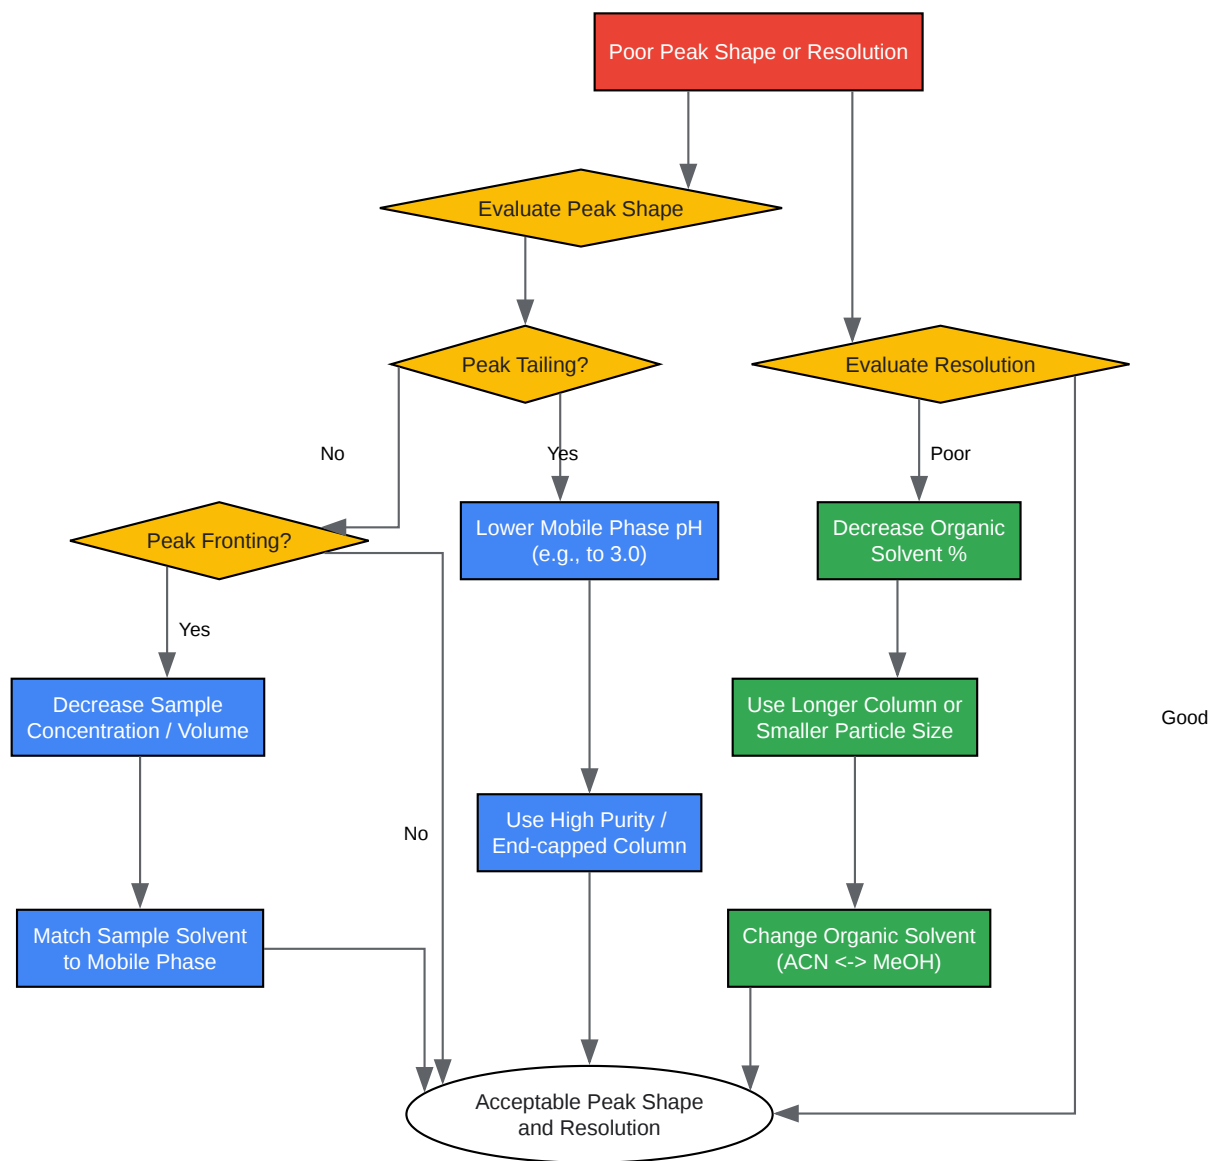 Poor Peak Shape or Resolution
Evaluate Peak Shape
Peak Tailing?
Evaluate Resolution
No
Yes
Poor
Peak Fronting?
Lower Mobile Phase pH
(e.g., to 3.0)
Decrease Organic
Solvent %
Yes
Decrease Sample
Concentration / Volume
Use Longer Column or
Smaller Particle Size
Good
No
Use High Purity /
End-capped Column
Match Sample Solvent
to Mobile Phase
Change Organic Solvent
(ACN <-> MeOH)
Acceptable Peak Shape
and Resolution